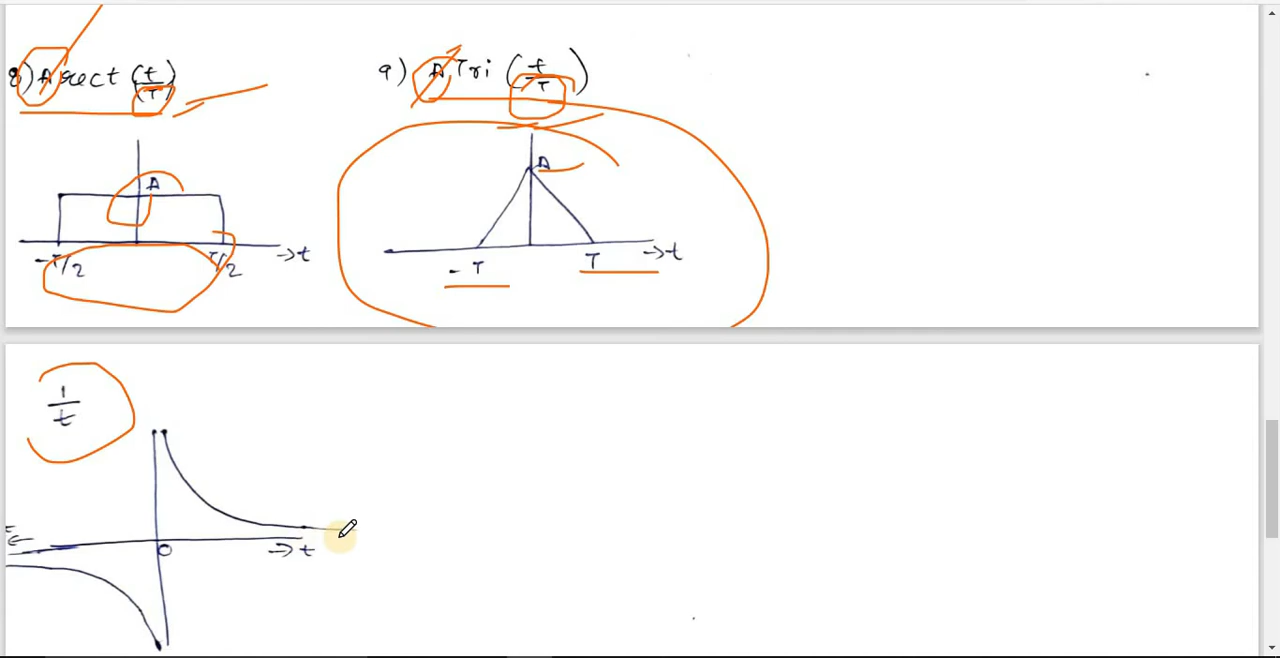 8) A rect (t/T)
9) A Tri (t/T)
A
-T/2
T/2
→t
A
-T
T
→t
1/t
0
→t